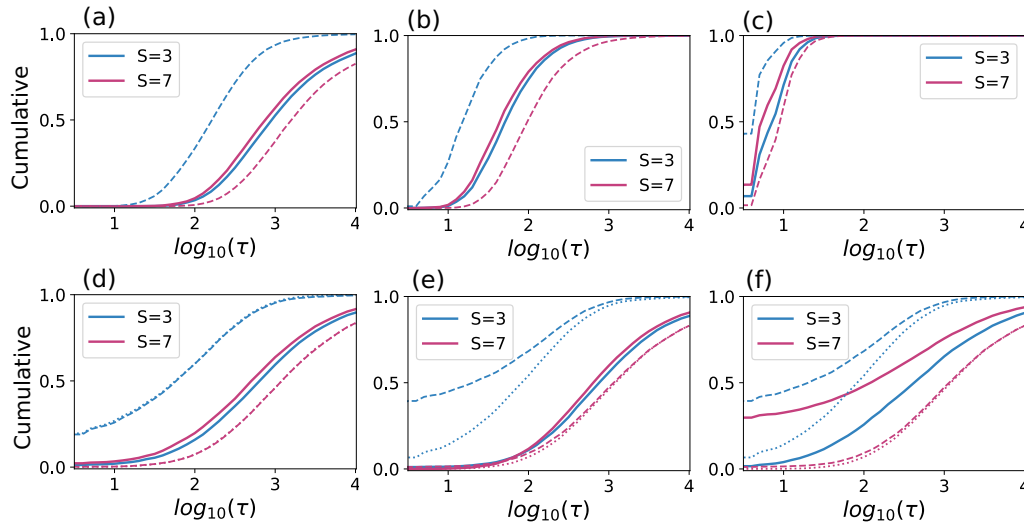 (a)
(b)
(c)
Cumulative
1.0
0.5
0.0
S=3
S=7
1.0
0.5
0.0
S=3
S=7
1.0
0.5
0.0
S=3
S=7
1 2 3 4
1 2 3 4
1 2 3 4
log10(τ)
log10(τ)
log10(τ)
(d)
(e)
(f)
Cumulative
1.0
0.5
0.0
S=3
S=7
1.0
0.5
0.0
S=3
S=7
1.0
0.5
0.0
S=3
S=7
1 2 3 4
1 2 3 4
1 2 3 4
log10(τ)
log10(τ)
log10(τ)